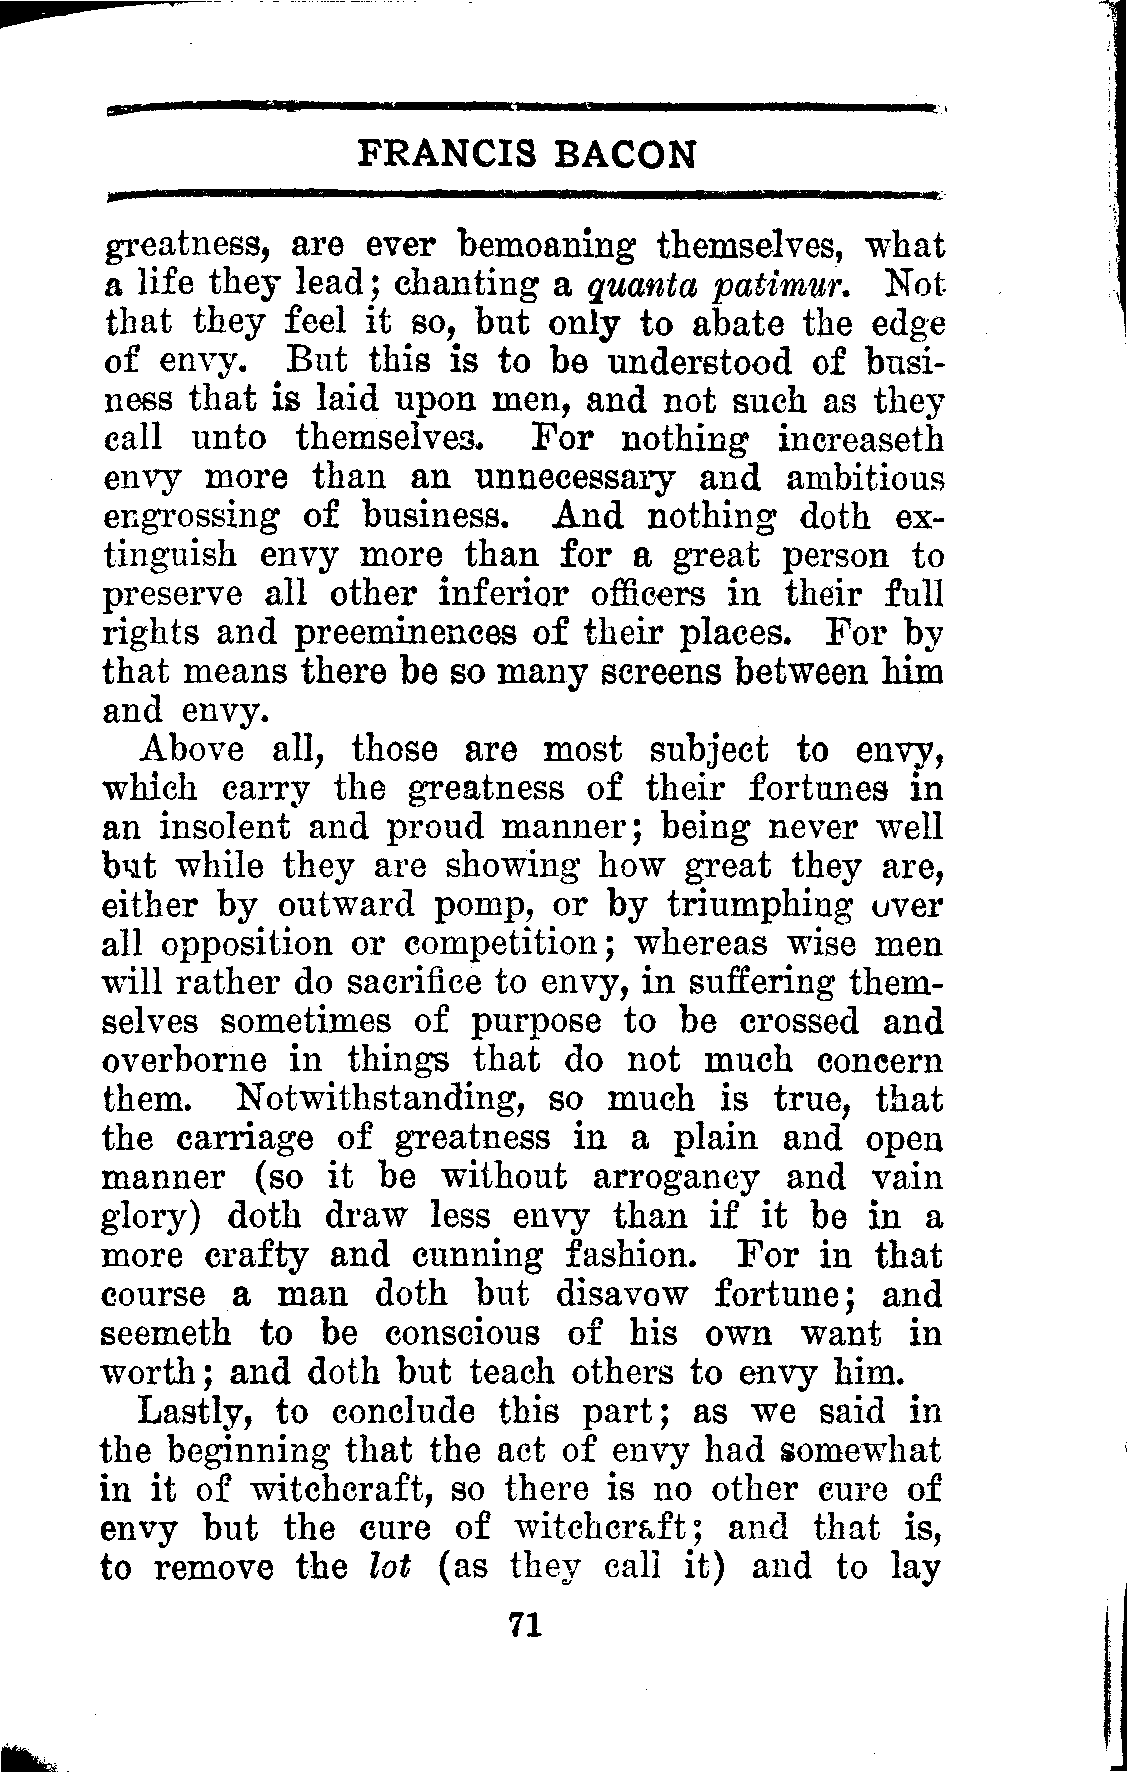 FRANCIS BACON
greatness, are ever bemoaning themselves, what
a life they lead; chanting a quanta patimur. Not
that they feel it so, but only to abate the edge
of envy. But this is to be understood of busi-
ness that is laid upon men, and not such as they
call unto themselves. For nothing increaseth
envy more than an unnecessary and ambitious
engrossing of business. And nothing doth ex-
tinguish envy more than for a great person to
preserve all other inferior officers in their full
rights and preeminences of their places. For by
that means there be so many screens between him
and envy.
Above all, those are most subject to envy,
which carry the greatness of their fortunes in
an insolent and proud manner; being never well
but while they are showing how great they are,
either by outward pomp, or by triumphing over
all opposition or competition; whereas wise men
will rather do sacrifice to envy, in suffering them-
selves sometimes of purpose to be crossed and
overborne in things that do not much concern
them. Notwithstanding, so much is true, that
the carriage of greatness in a plain and open
manner (so it be without arrogancy and vain
glory) doth draw less envy than if it be in a
more crafty and cunning fashion. For in that
course a man doth but disavow fortune; and
seemeth to be conscious of his own want in
worth; and doth but teach others to envy him.
Lastly, to conclude this part; as we said in
the beginning that the act of envy had somewhat
in it of witchcraft, so there is no other cure of
envy but the cure of witchcraft; and that is,
to remove the lot (as they call it) and to lay
71